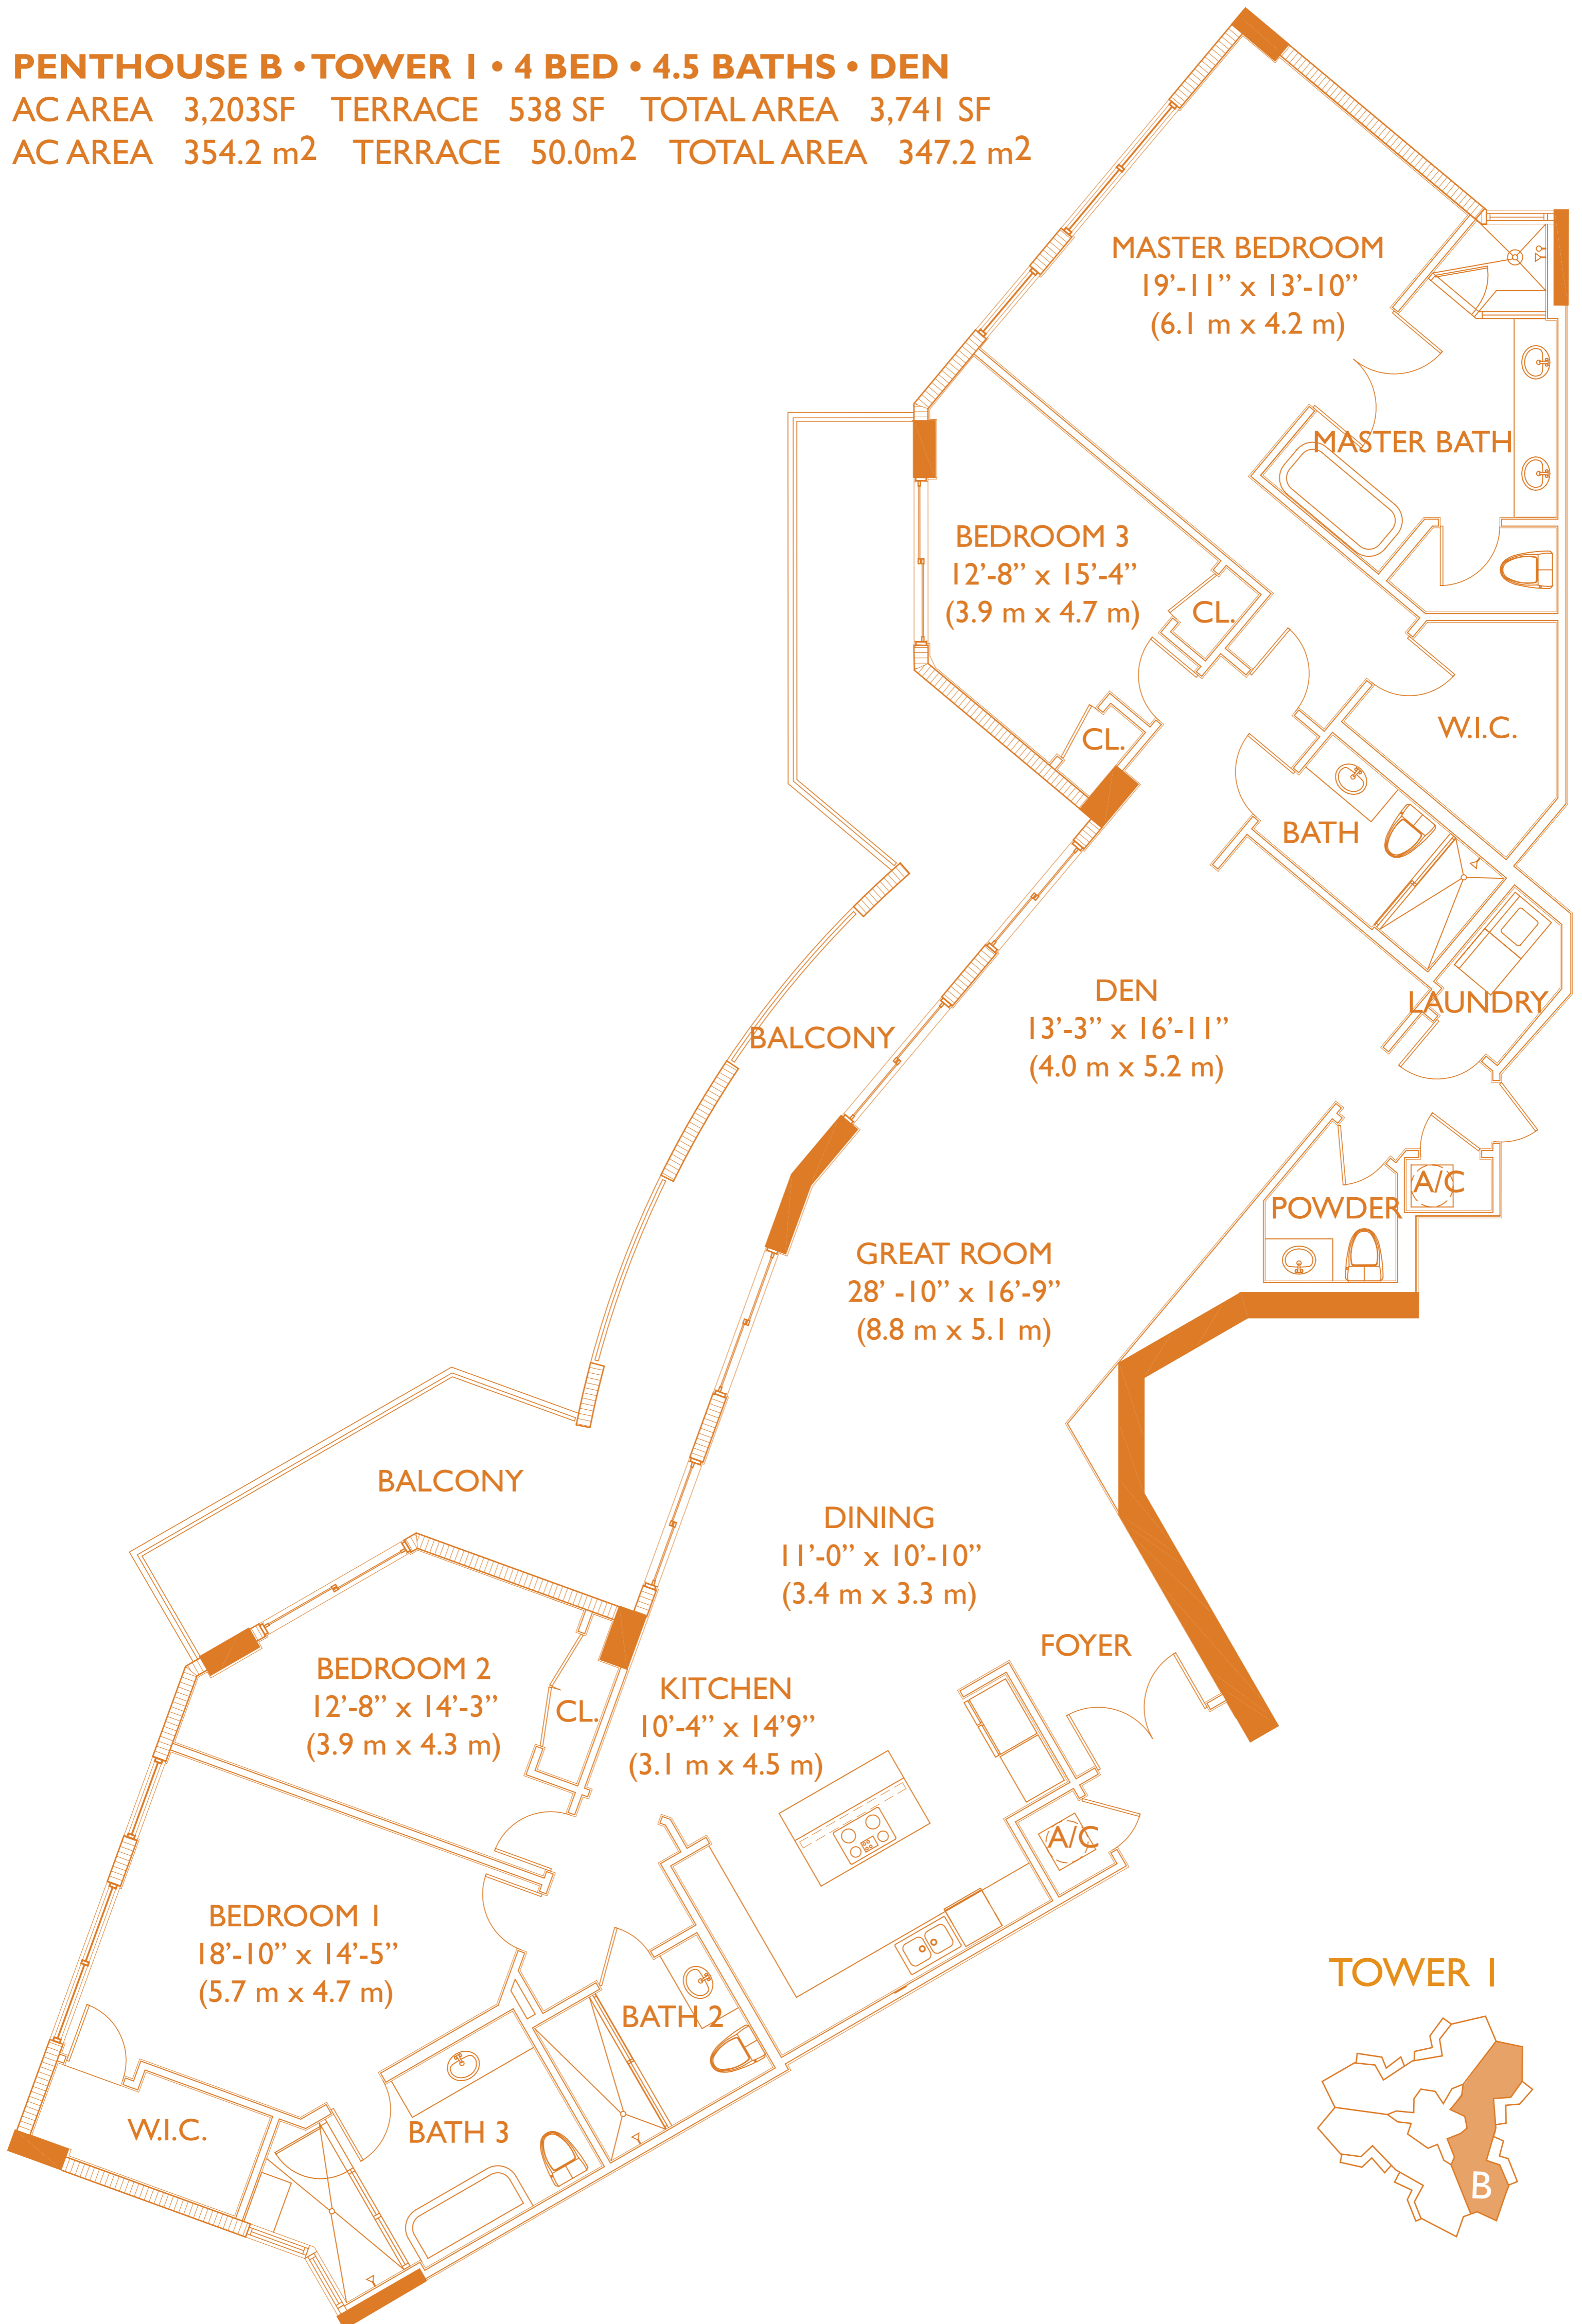 PENTHOUSE B • TOWER 1 • 4 BED • 4.5 BATHS • DEN
AC AREA 3,203SF TERRACE 538 SF TOTAL AREA 3,741 SF
AC AREA 354.2 m2 TERRACE 50.0m2 TOTAL AREA 347.2 m2
MASTER BEDROOM
19’-11” x 13’-10”
(6.1 m x 4.2 m)
MASTER BATH
BEDROOM 3
12’-8” x 15’-4”
(3.9 m x 4.7 m)
CL.
CL.
W.I.C.
BATH
DEN
13’-3” x 16’-11”
(4.0 m x 5.2 m)
LAUNDRY
BALCONY
A/C
POWDER
GREAT ROOM
28’ -10” x 16’-9”
(8.8 m x 5.1 m)
BALCONY
DINING
11’-0” x 10’-10”
(3.4 m x 3.3 m)
FOYER
BEDROOM 2
12’-8” x 14’-3”
(3.9 m x 4.3 m)
CL.
KITCHEN
10’-4” x 14’9”
(3.1 m x 4.5 m)
A/C
BEDROOM 1
18’-10” x 14’-5”
(5.7 m x 4.7 m)
BATH 2
W.I.C.
BATH 3
TOWER 1
B